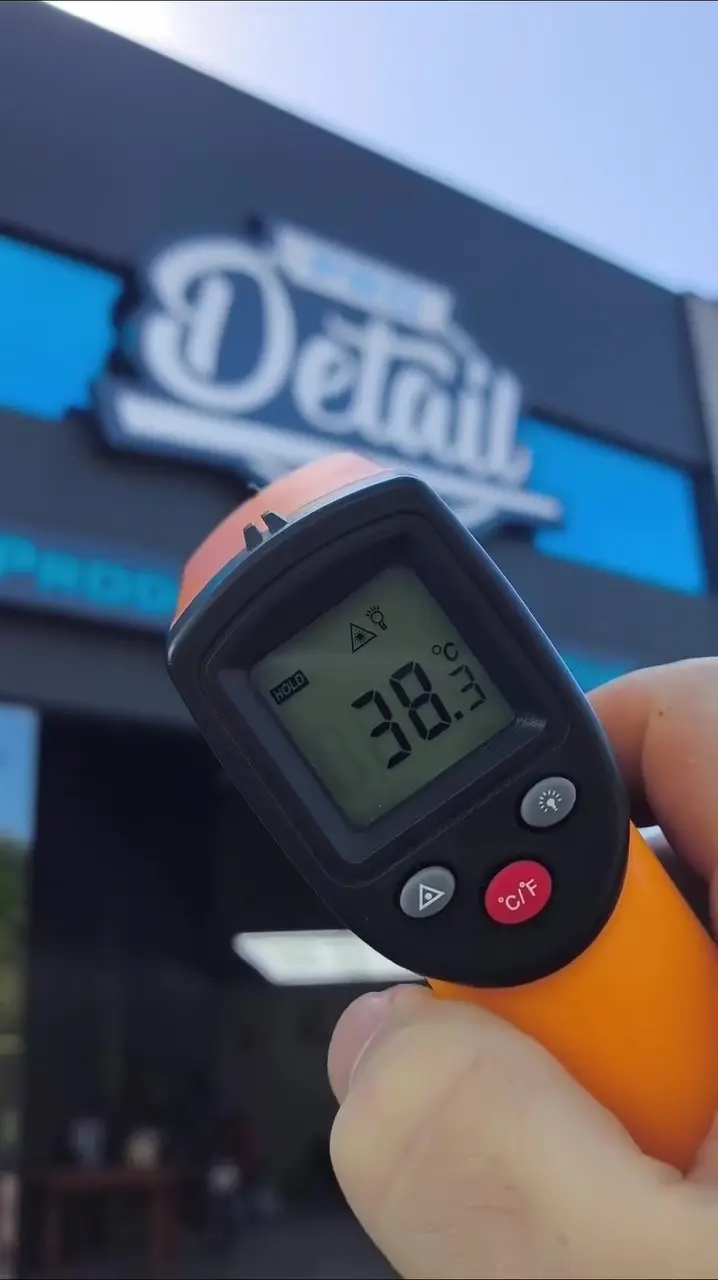 Detail
HOLD
°C
38.3
°C/°F